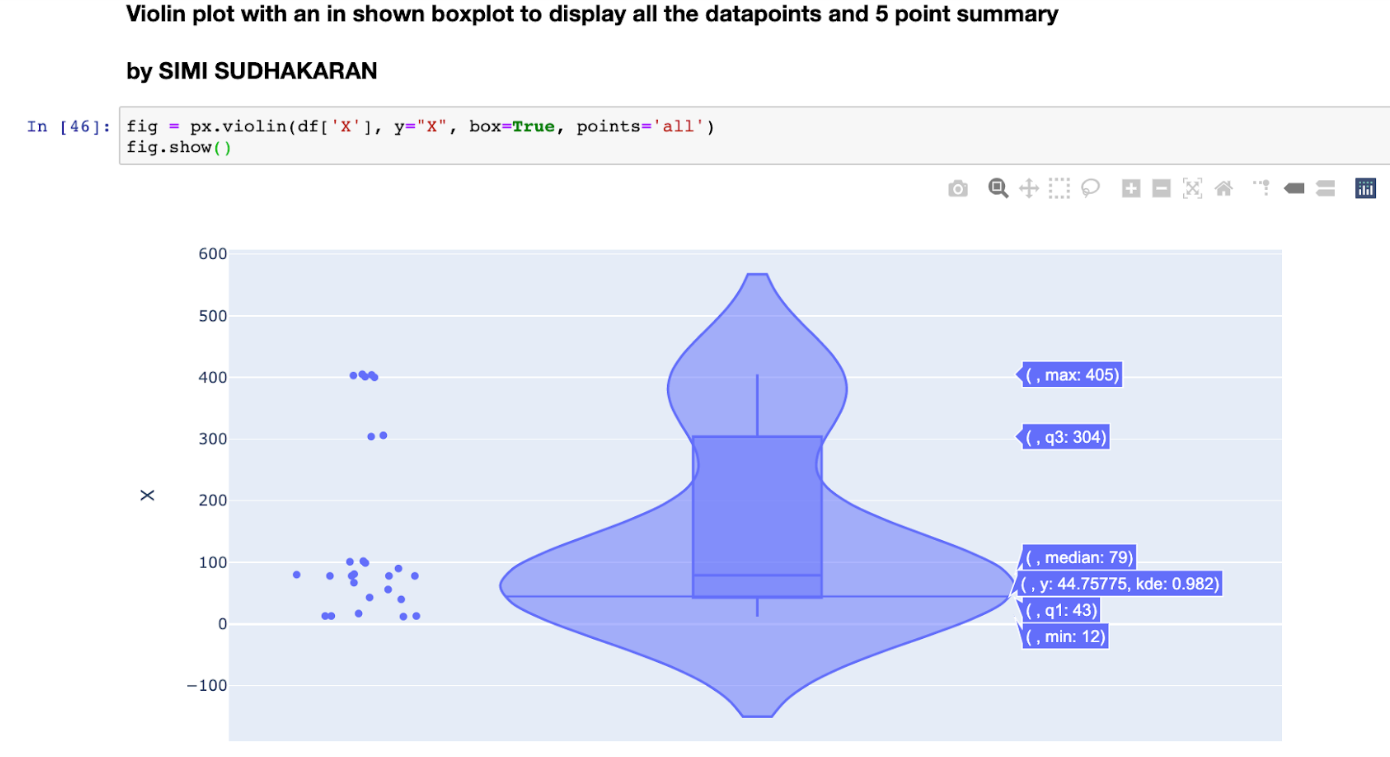 Violin plot with an in shown boxplot to display all the datapoints and 5 point summary
by SIMI SUDHAKARAN
In [46]: fig = px.violin(df['X'], y="X", box=True, points='all')
fig.show()
600
500
400
300
200
100
0
−100
X
( , max: 405)
( , q3: 304)
( , median: 79)
( , y: 44.75775, kde: 0.982)
( , q1: 43)
( , min: 12)